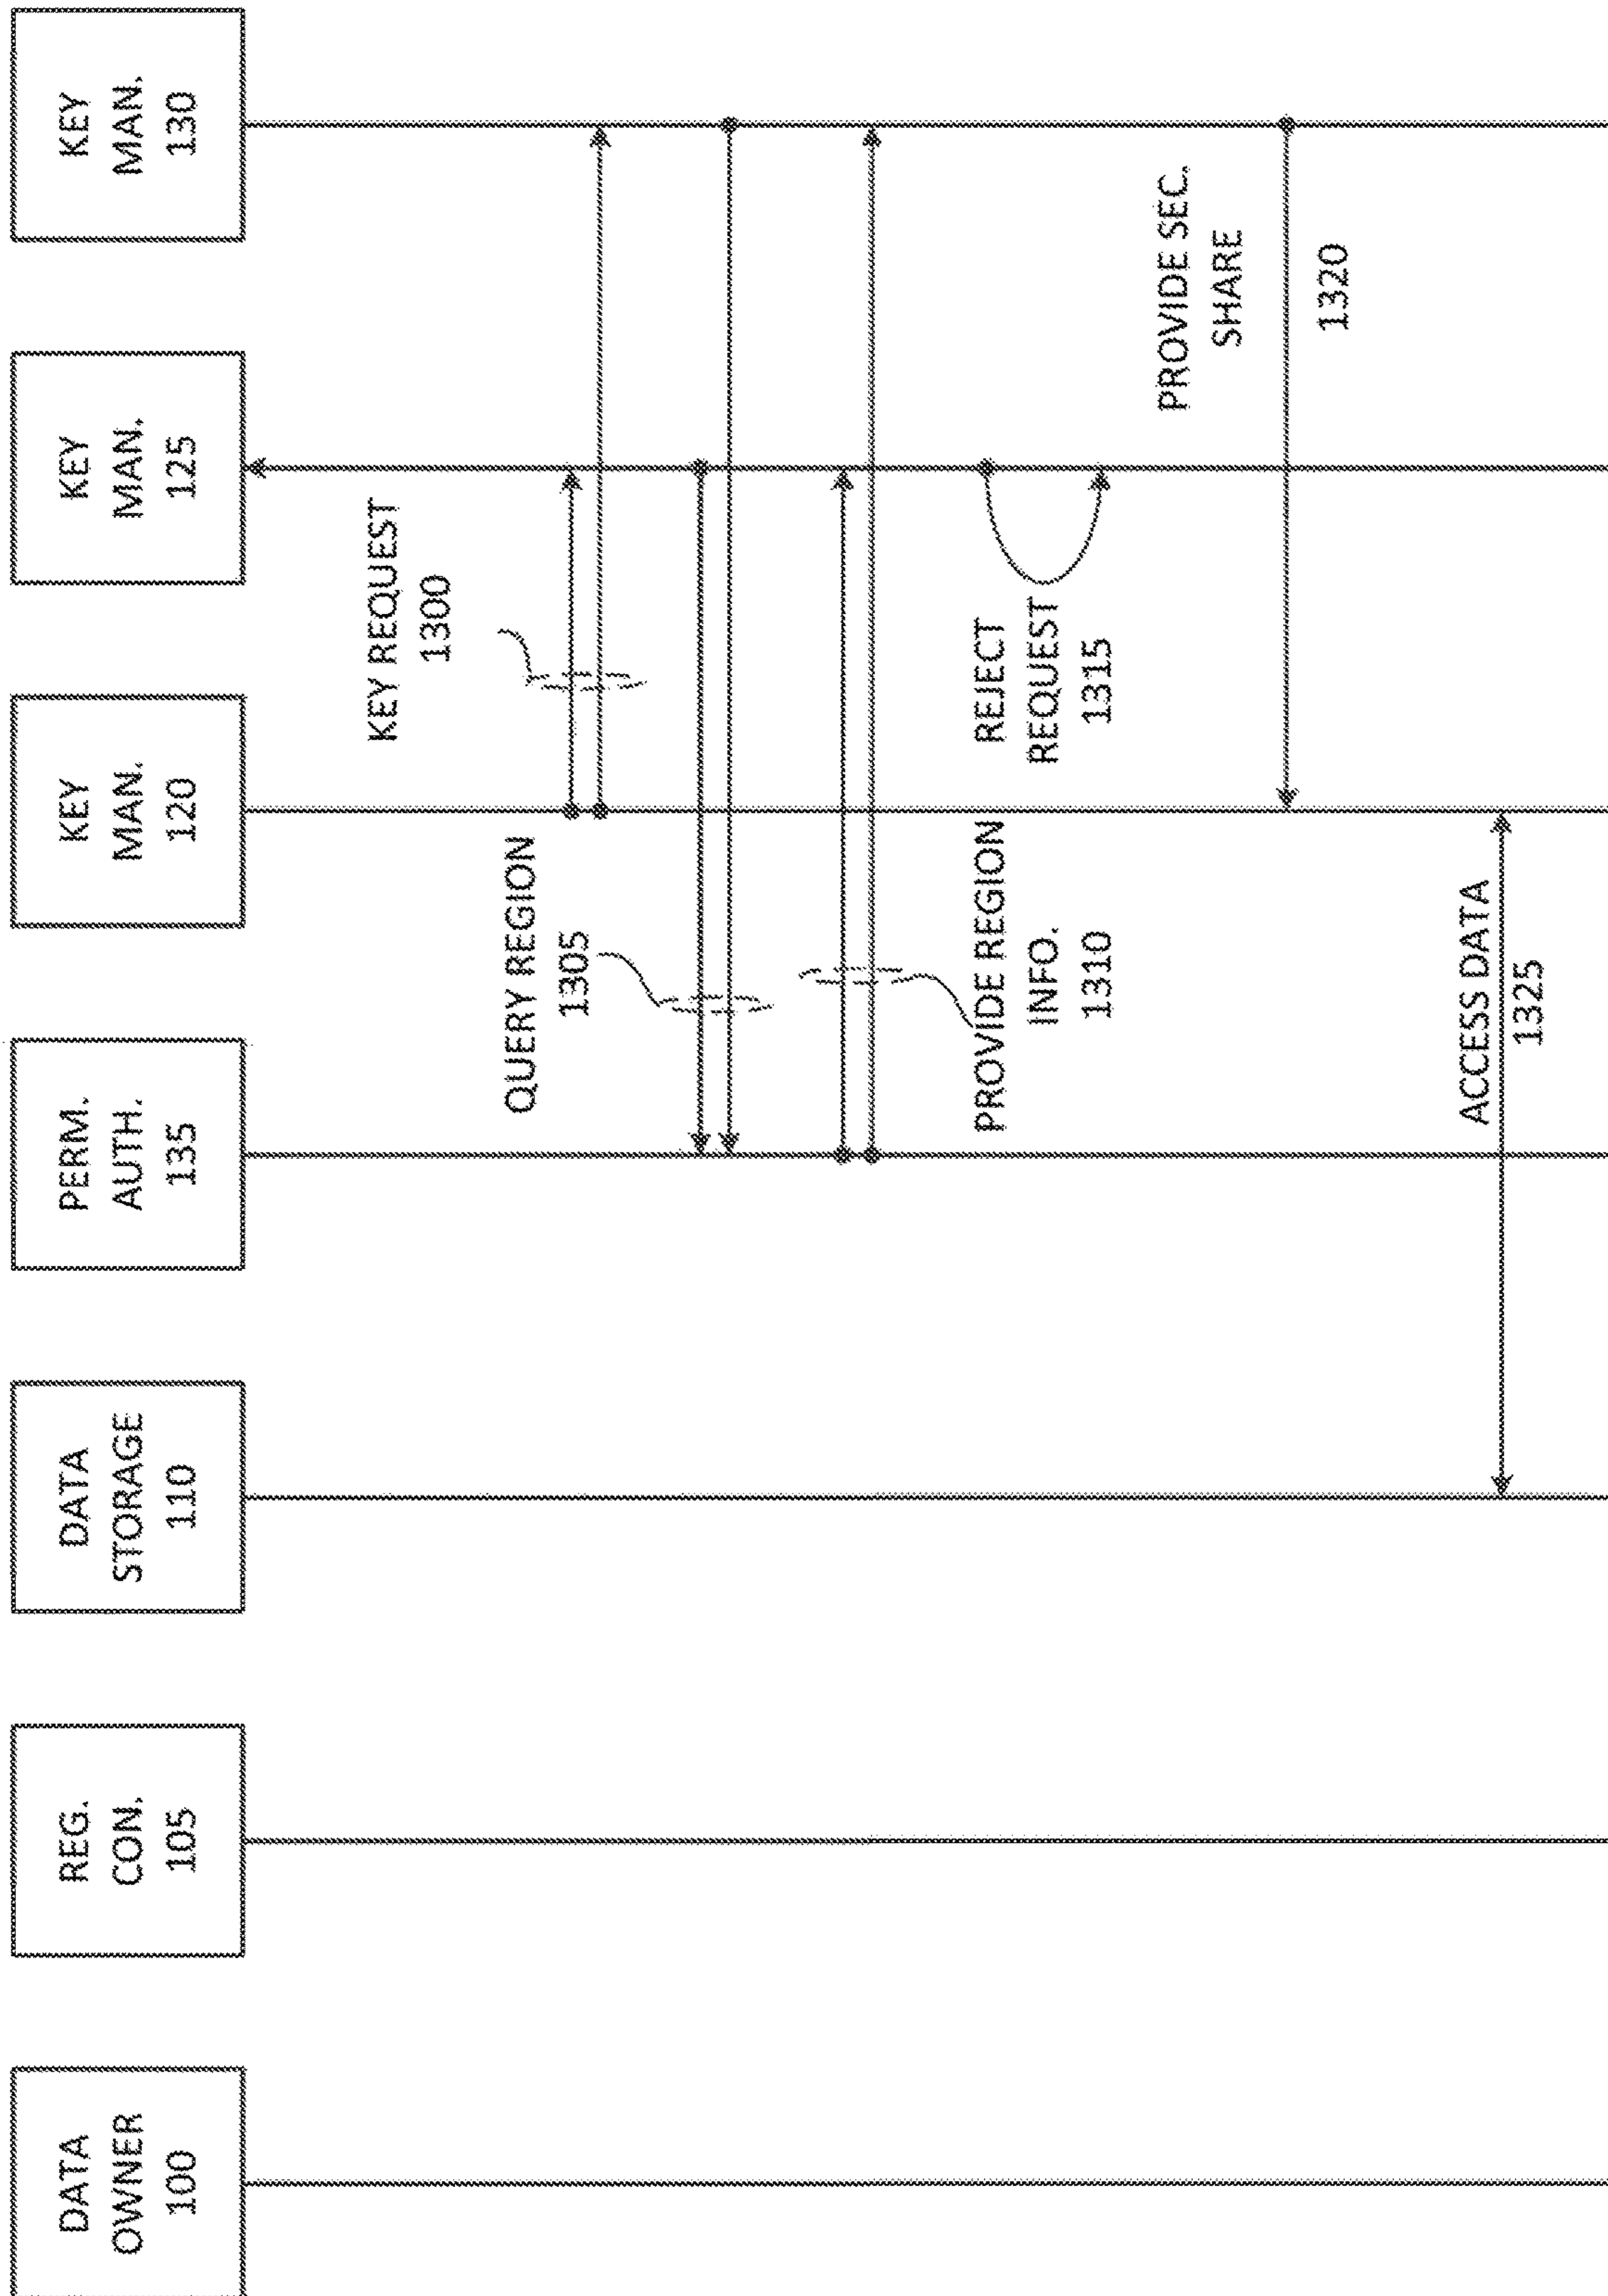 DATA
OWNER
100
REG.
CON.
105
DATA
STORAGE
110
PERM.
AUTH.
135
KEY
MAN.
120
KEY
MAN.
125
KEY
MAN.
130
KEY REQUEST
1300
QUERY REGION
1305
PROVIDE REGION
INFO.
1310
REJECT
REQUEST
1315
PROVIDE SEC.
SHARE
1320
ACCESS DATA
1325